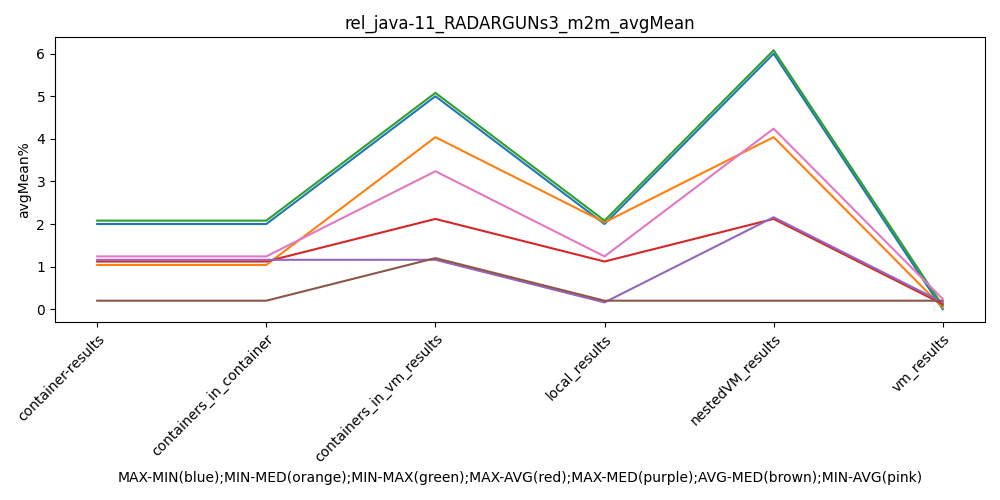 rel_java-11_RADARGUNs3_m2m_avgMean
avgMean%
6
5
4
3
2
1
0
container-results
containers_in_container
containers_in_vm_results
local_results
nestedVM_results
vm_results
MAX-MIN(blue);MIN-MED(orange);MIN-MAX(green);MAX-AVG(red);MAX-MED(purple);AVG-MED(brown);MIN-AVG(pink)